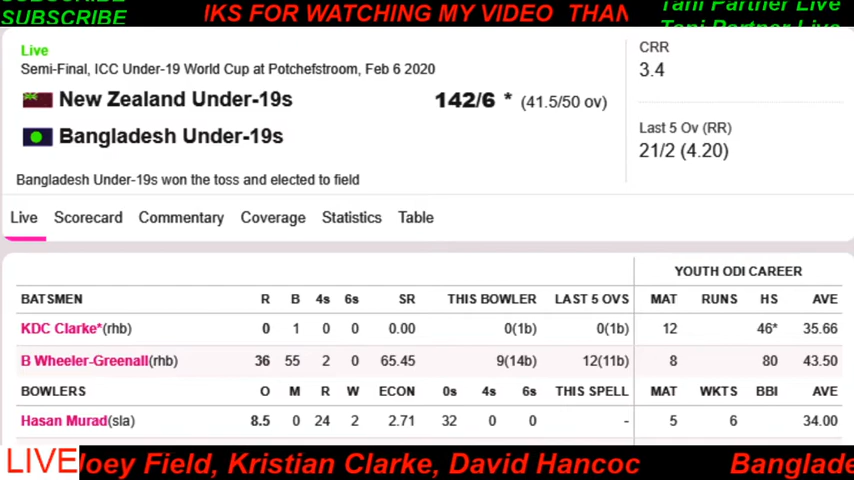 SUBSCRIBE
SUBSCRIBE
IKS FOR WATCHING MY VIDEO THAN
Tani Partner Live
Tani Partner Live
Live
Semi-Final, ICC Under-19 World Cup at Potchefstroom, Feb 6 2020
New Zealand Under-19s 142/6 * (41.5/50 ov)
Bangladesh Under-19s
Bangladesh Under-19s won the toss and elected to field
CRR
3.4
Last 5 Ov (RR)
21/2 (4.20)
Live Scorecard Commentary Coverage Statistics Table
YOUTH ODI CAREER
BATSMEN R B 4s 6s SR THIS BOWLER LAST 5 OVS MAT RUNS HS AVE
KDC Clarke*(rhb) 0 1 0 0 0.00 0(1b) 0(1b) 12 46* 35.66
B Wheeler-Greenall(rhb) 36 55 2 0 65.45 9(14b) 12(11b) 8 80 43.50
BOWLERS O M R W ECON 0s 4s 6s THIS SPELL MAT WKTS BBI AVE
Hasan Murad(sla) 8.5 0 24 2 2.71 32 0 0 - 5 6 34.00
LIVE Joey Field, Kristian Clarke, David Hancoc Banglade